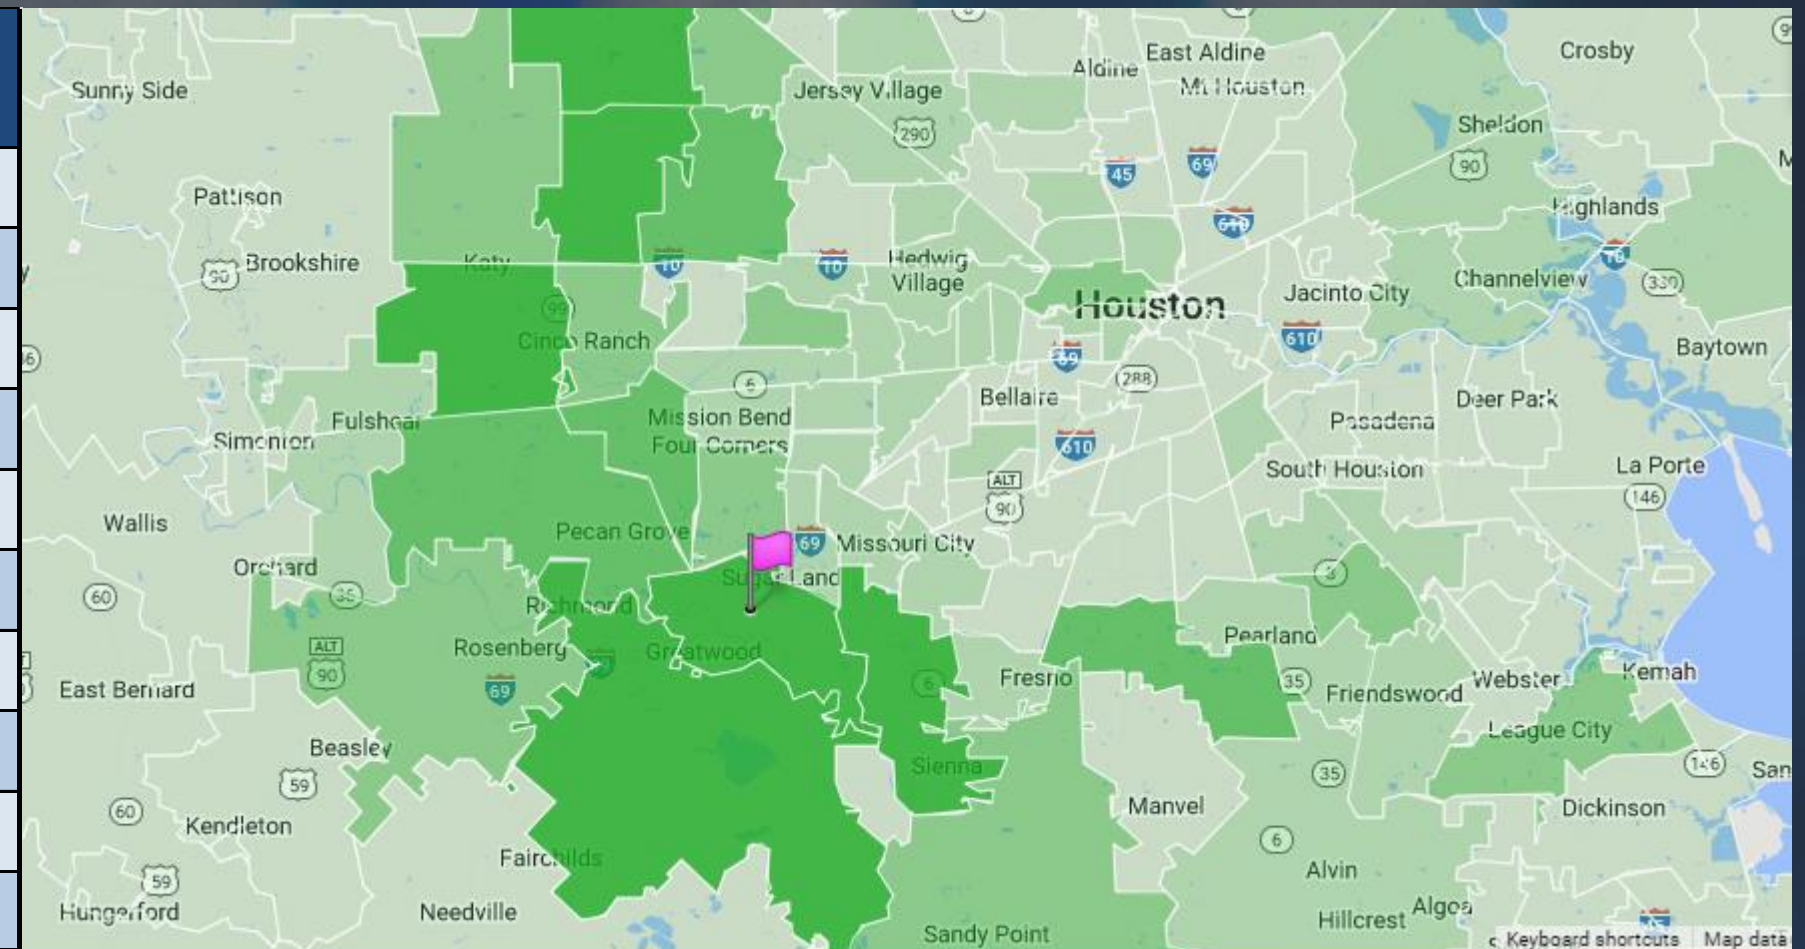 East Aldine
Crosby
Aldine
Mt Houston
Sunny Side
Jersey Village
290
Sheldon
90
45
69
Pattison
Highlands
610
Brookshire
90
Katy
10
10
Hedwig
Village
10
Channelview
330
Jacinto City
Houston
99
Cinco Ranch
610
69
Baytown
6
288
Bellaire
Deer Park
Mission Bend
Four Corners
Fulshear
Simonton
Pasadena
610
South Houston
La Porte
ALT
90
146
Wallis
Pecan Grove
69
Missouri City
Orchard
Sugar Land
3
60
36
Richmond
Pearland
ALT
90
Rosenberg
Greatwood
69
Fresno
35
Friendswood
Webster
Kemah
East Bernard
69
6
League City
Beasley
Sienna
35
146
San
59
Manvel
Dickinson
60
Kendleton
6
Fairchilds
Alvin
59
Hungerford
Needville
Algoa
Hillcrest
Sandy Point
Keyboard shortcuts
Map data